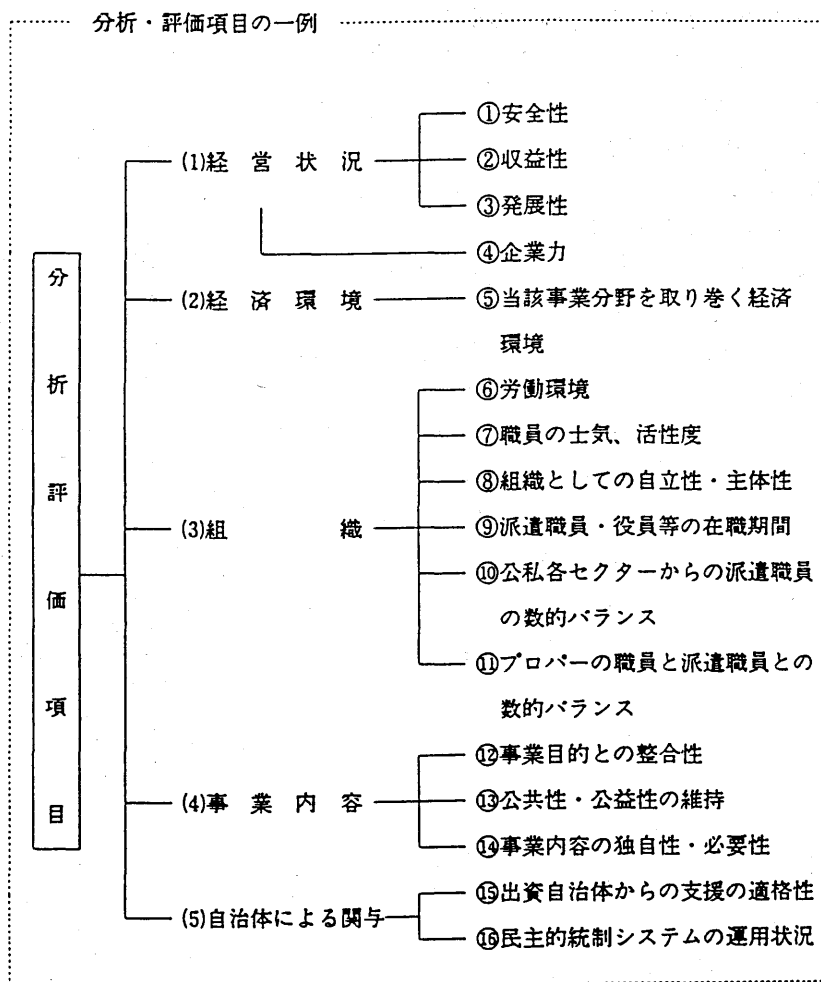 分析・評価項目の一例
分析評価項目
(1)経営状況
①安全性
②収益性
③発展性
④企業力
(2)経済環境
⑤当該事業分野を取り巻く経済
環境
(3)組織
⑥労働環境
⑦職員の士気、活性度
⑧組織としての自立性・主体性
⑨派遣職員・役員等の在職期間
⑩公私各セクターからの派遣職員
の数的バランス
⑪プロパーの職員と派遣職員との
数的バランス
(4)事業内容
⑫事業目的との整合性
⑬公共性・公益性の維持
⑭事業内容の独自性・必要性
(5)自治体による関与
⑮出資自治体からの支援の適格性
⑯民主的統制システムの運用状況